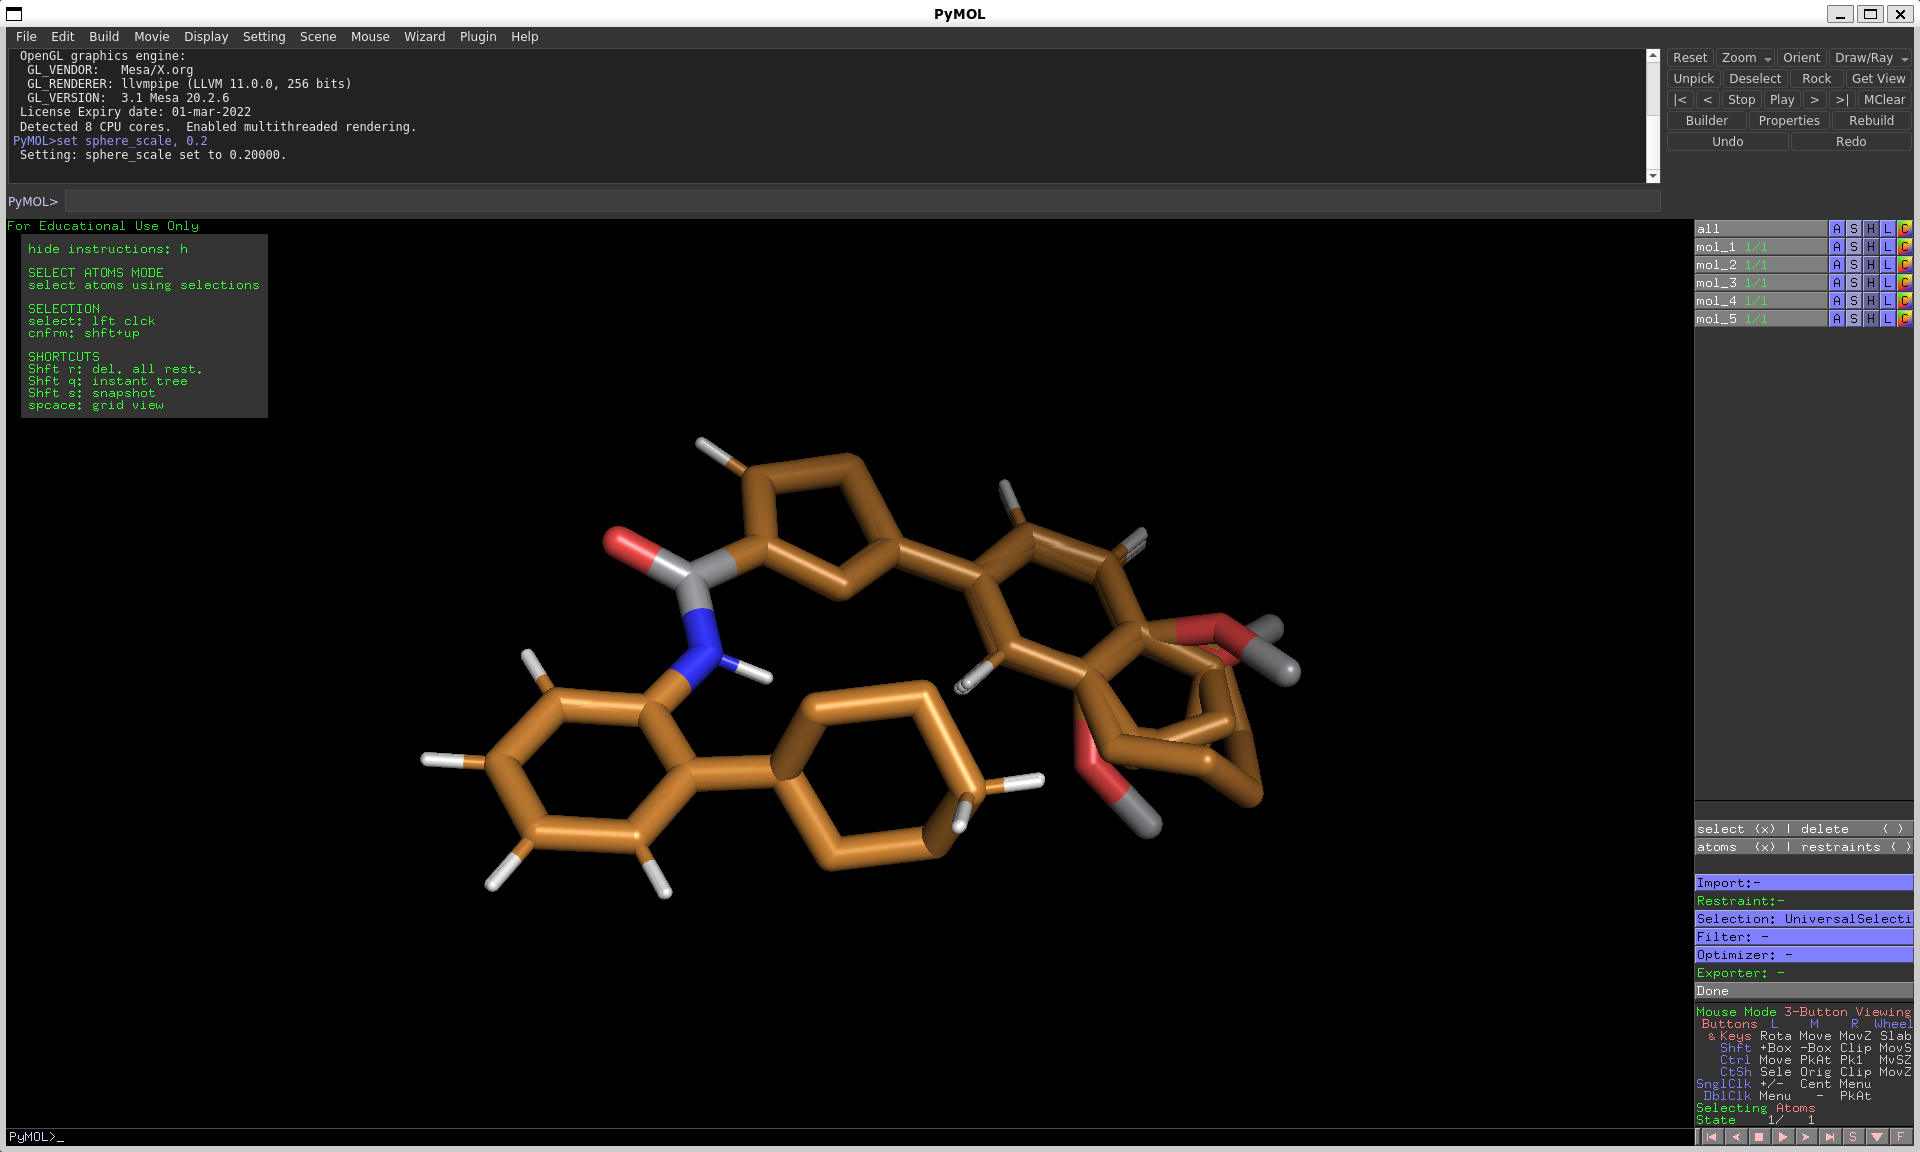 PyMOL
File Edit Build Movie Display Setting Scene Mouse Wizard Plugin Help
OpenGL graphics engine:
GL_VENDOR: Mesa/X.org
GL_RENDERER: llvmpipe (LLVM 11.0.0, 256 bits)
GL_VERSION: 3.1 Mesa 20.2.6
License Expiry date: 01-mar-2022
Detected 8 CPU cores. Enabled multithreaded rendering.
PyMOL>set sphere_scale, 0.2
Setting: sphere_scale set to 0.20000.
PyMOL>
Reset Zoom Orient Draw/Ray
Unpick Deselect Rock Get View
|< < Stop Play > >| MClear
Builder Properties Rebuild
Undo Redo
For Educational Use Only
hide instructions: h
SELECT ATOMS MODE
select atoms using selections
SELECTION
select: lft clck
cnfrm: shft+up
SHORTCUTS
Shft r: del. all rest.
Shft q: instant tree
Shft s: snapshot
spcace: grid view
all A S H L C
mol_1 1/1 A S H L C
mol_2 1/1 A S H L C
mol_3 1/1 A S H L C
mol_4 1/1 A S H L C
mol_5 1/1 A S H L C
select (x) | delete ( )
atoms (x) | restraints ( )
Import:-
Restraint:-
Selection: UniversalSelecti
Filter: -
Optimizer: -
Exporter: -
Done
Mouse Mode 3-Button Viewing
Buttons L M R Wheel
& Keys Rota Move MovZ Slab
Shft +Box -Box Clip MovS
Ctrl Move PkAt Pk1 MvSZ
CtSh Sele Orig Clip MovZ
SnglClk +/- Cent Menu
DblClk Menu - PkAt
Selecting Atoms
State 1/ 1
S F
PyMOL>_